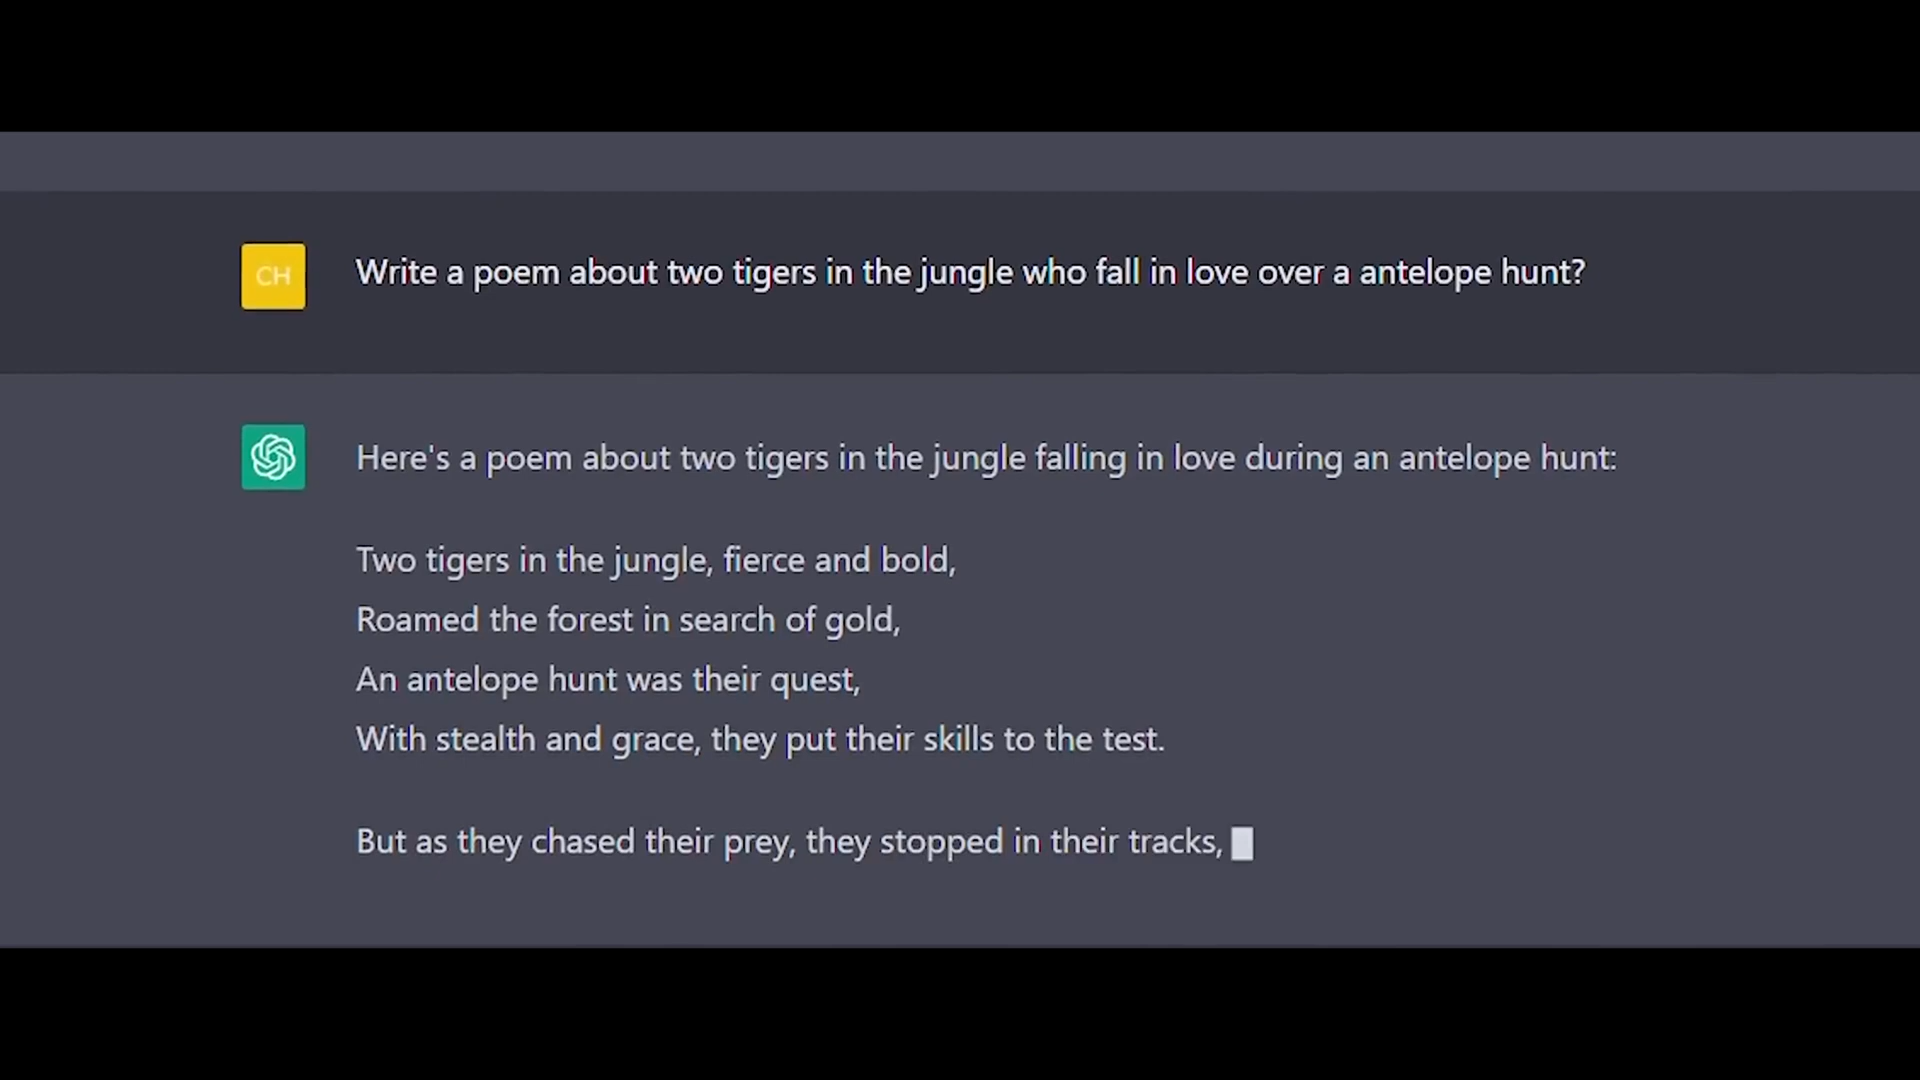 CH
Write a poem about two tigers in the jungle who fall in love over a antelope hunt?
Here's a poem about two tigers in the jungle falling in love during an antelope hunt:
Two tigers in the jungle, fierce and bold,
Roamed the forest in search of gold,
An antelope hunt was their quest,
With stealth and grace, they put their skills to the test.
But as they chased their prey, they stopped in their tracks,